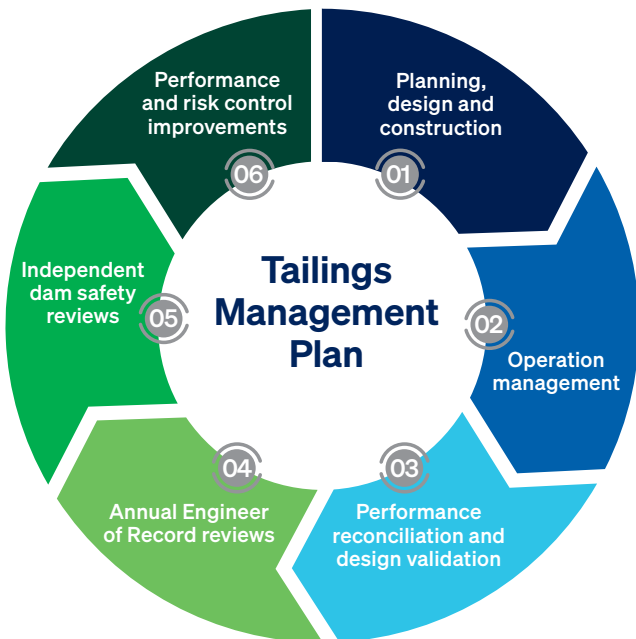 Tailings
Management
Plan
01
Planning,
design and
construction
02
Operation
management
03
Performance
reconciliation and
design validation
04
Annual Engineer
of Record reviews
05
Independent
dam safety
reviews
06
Performance
and risk control
improvements